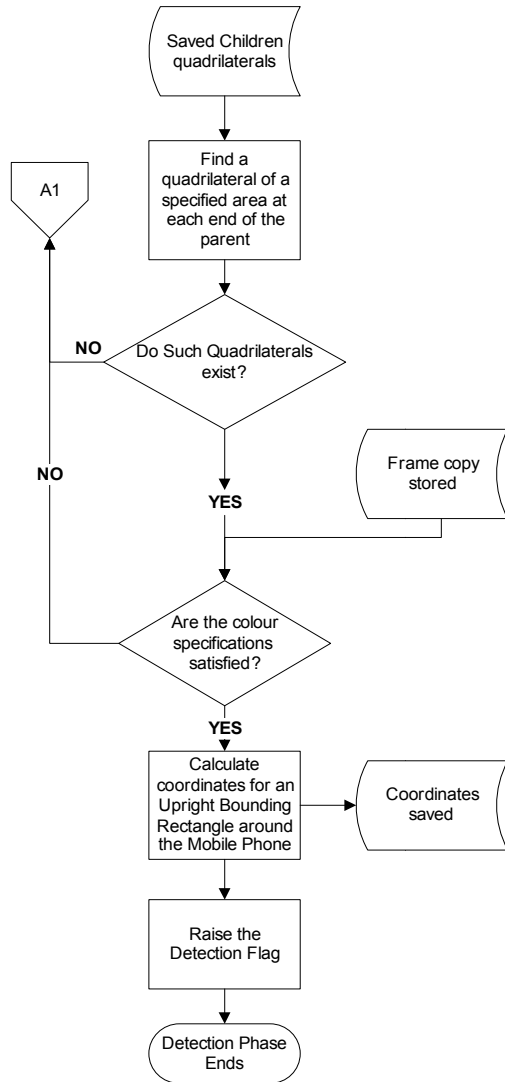 Saved Children
quadrilaterals
Find a
quadrilateral of a
specified area at
each end of the
parent
A1
Do Such Quadrilaterals
exist?
NO
YES
NO
Frame copy
stored
Are the colour
specifications
satisfied?
YES
Calculate
coordinates for an
Upright Bounding
Rectangle around
the Mobile Phone
Coordinates
saved
Raise the
Detection Flag
Detection Phase
Ends